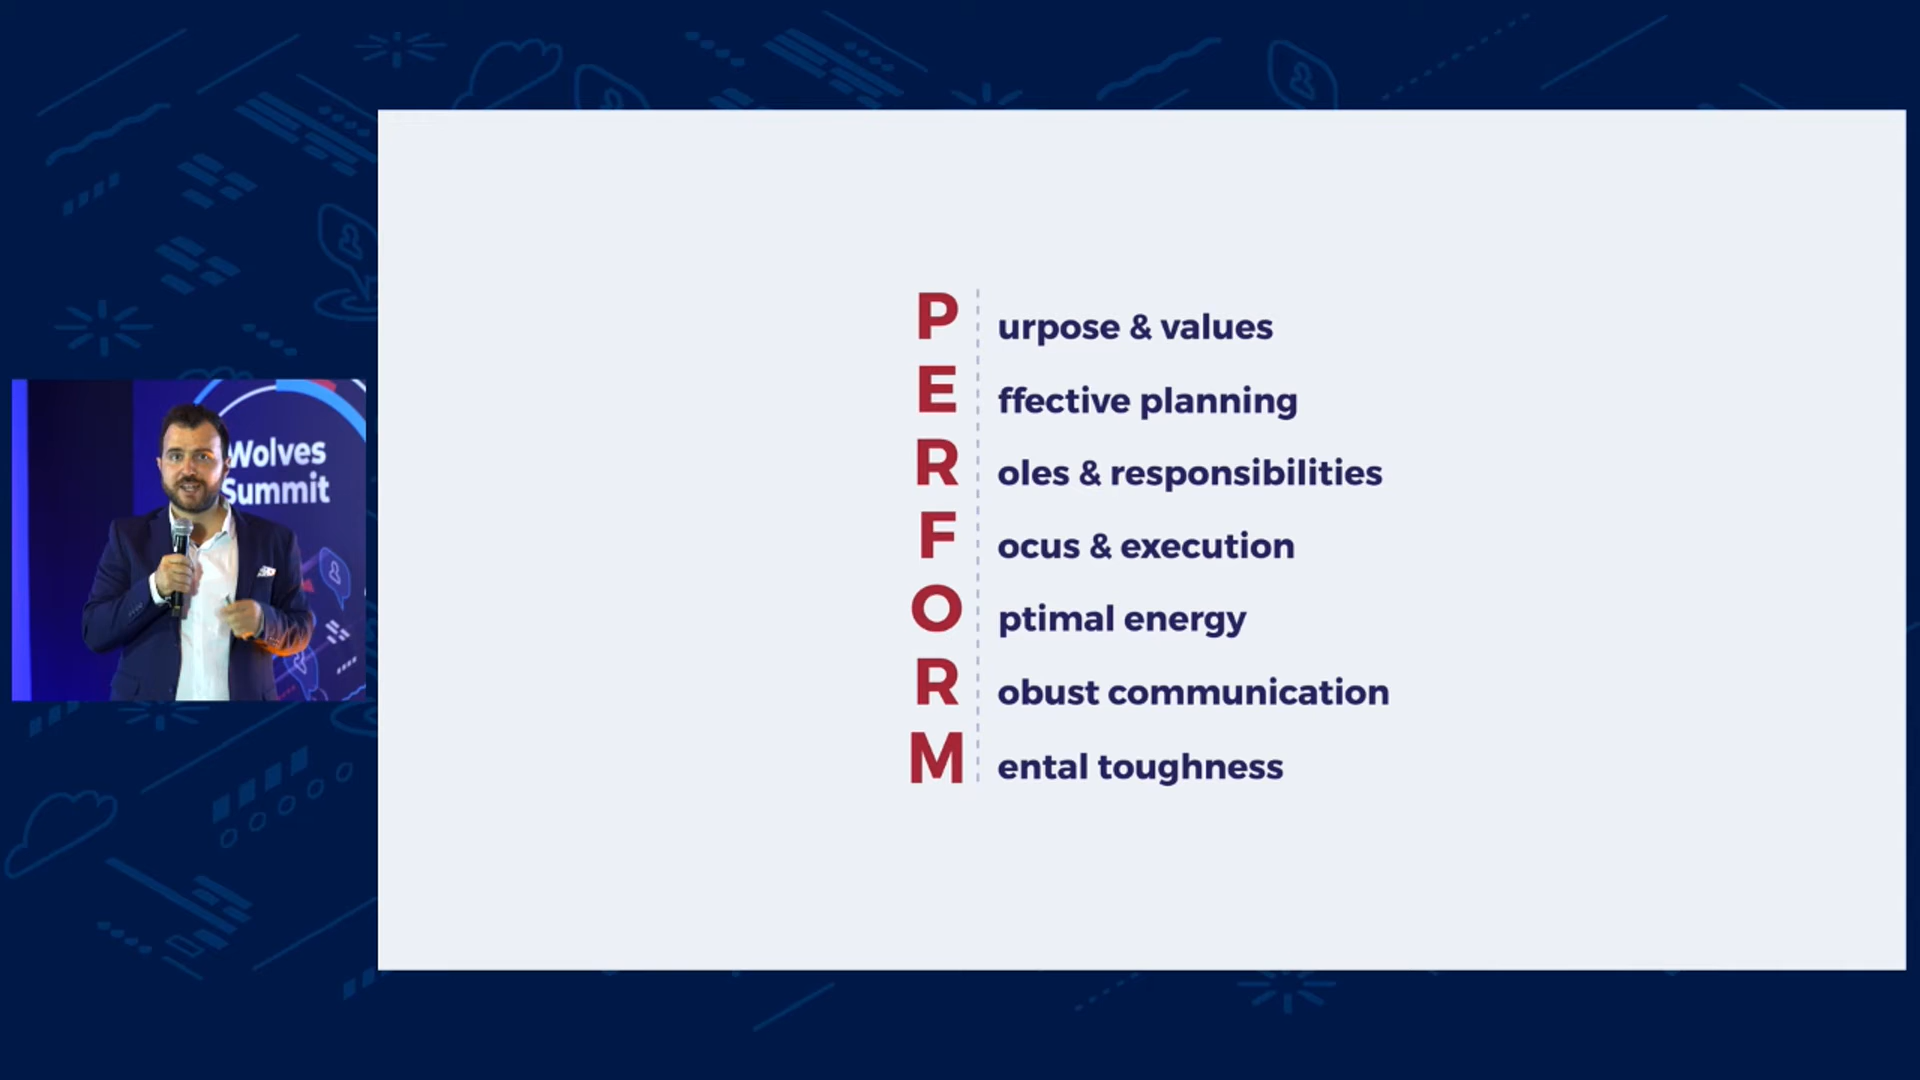 Wolves
Summit
P urpose & values
E ffective planning
R oles & responsibilities
F ocus & execution
O ptimal energy
R obust communication
M ental toughness